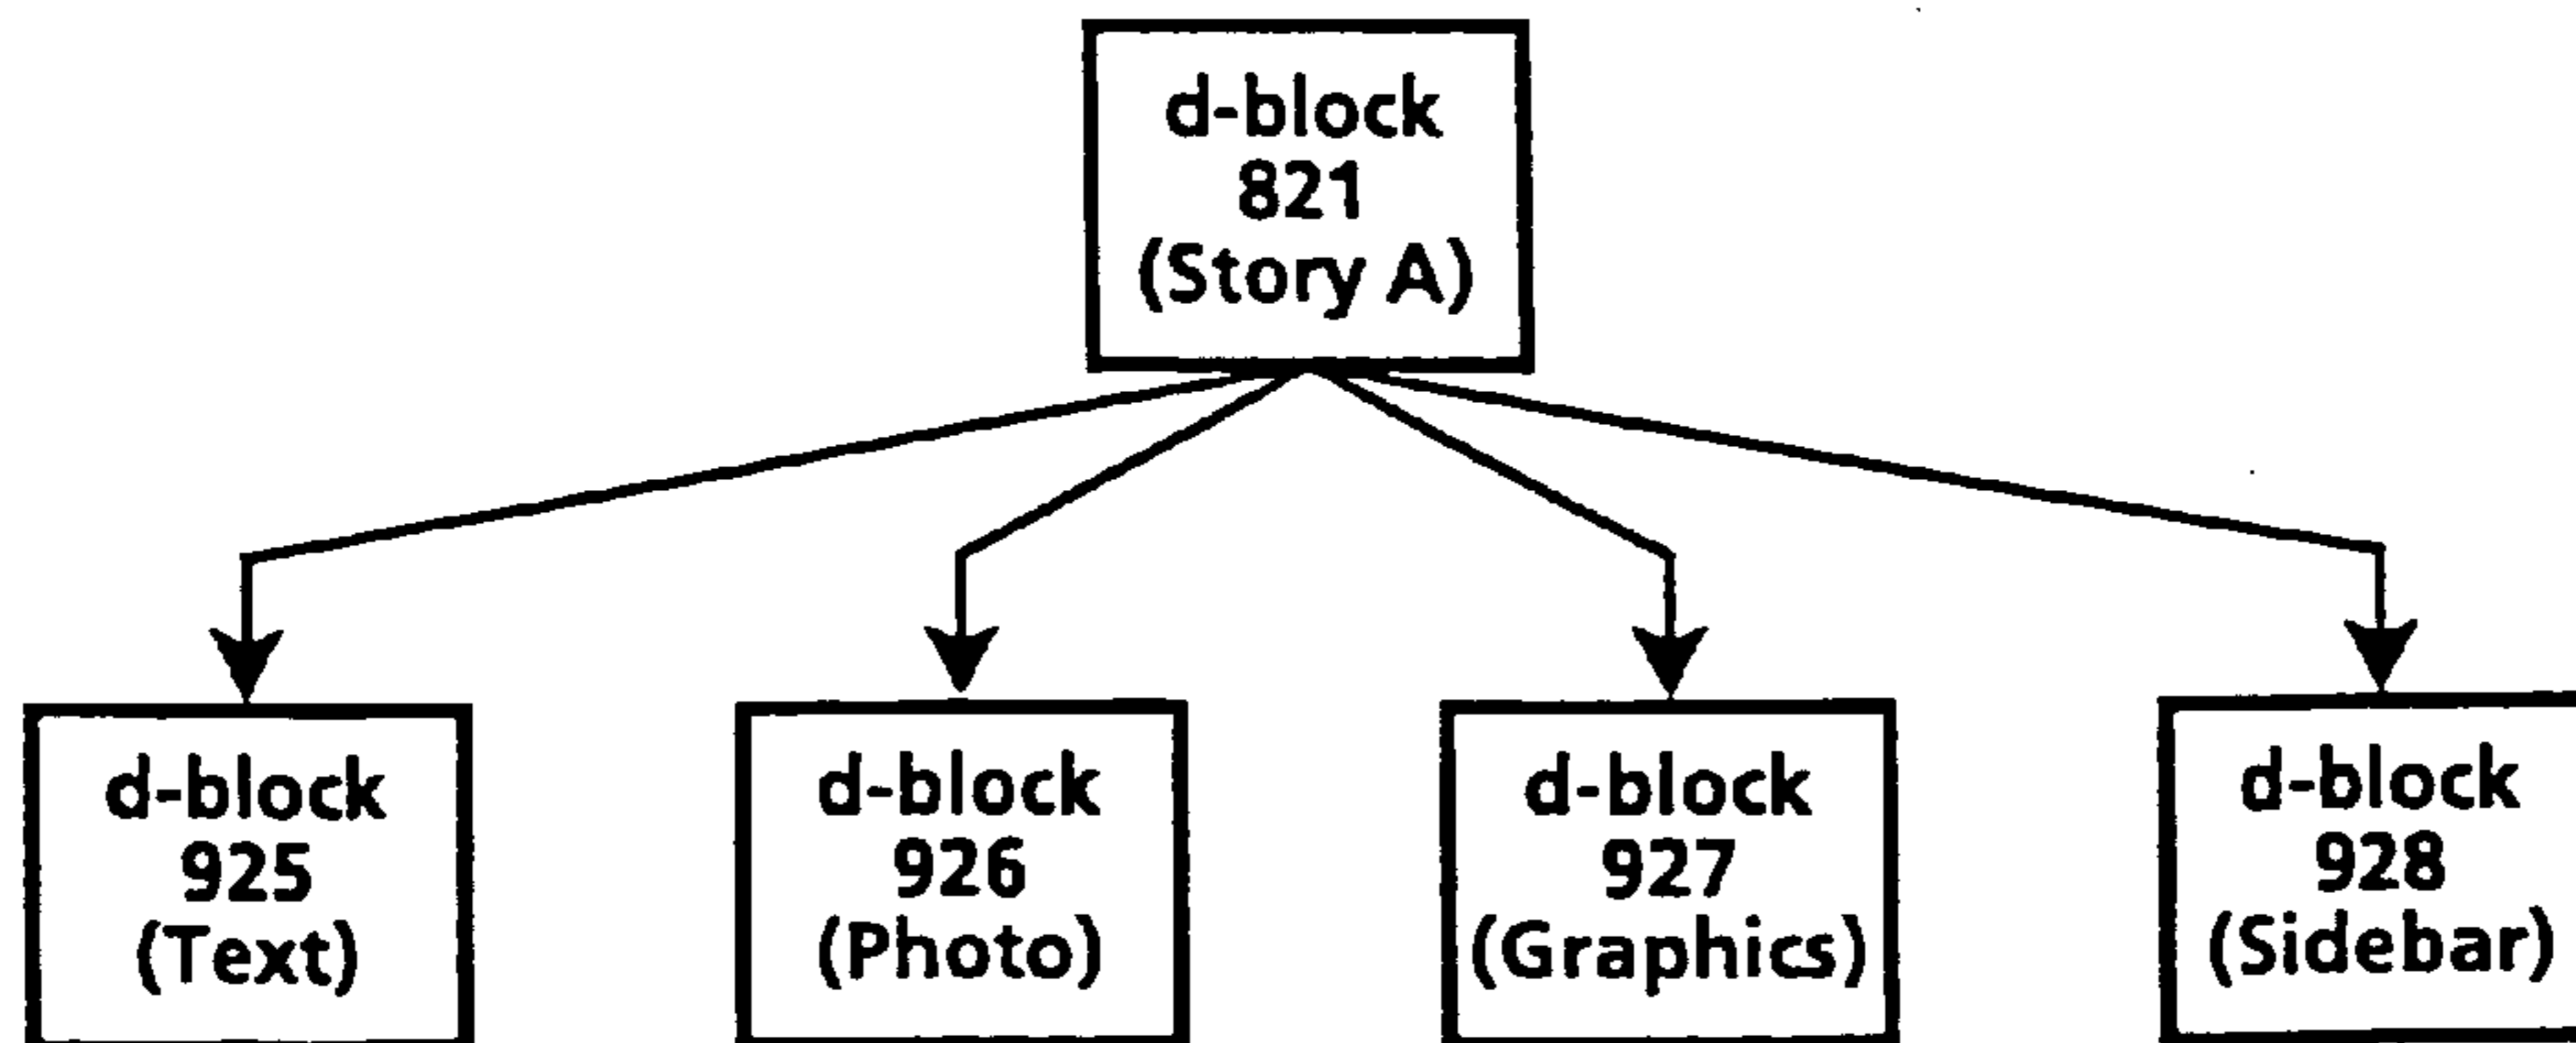 d-block
821
(Story A)
d-block
925
(Text)
d-block
926
(Photo)
d-block
927
(Graphics)
d-block
928
(Sidebar)